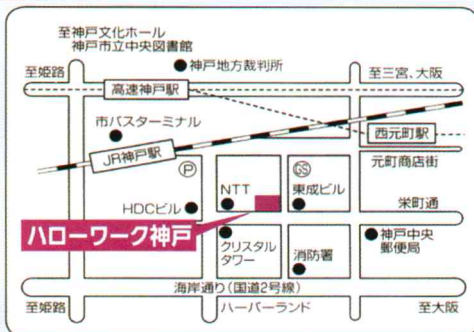 至神戸文化ホール
神戸市立中央図書館
神戸地方裁判所
至姫路
至三宮、大阪
高速神戸駅
西元町駅
市バスターミナル
JR神戸駅
元町商店街
P
GS
NTT
東成ビル
栄町通
HDCビル
ハローワーク神戸
クリスタル
タワー
消防署
神戸中央
郵便局
海岸通り(国道2号線)
至姫路
ハーバーランド
至大阪